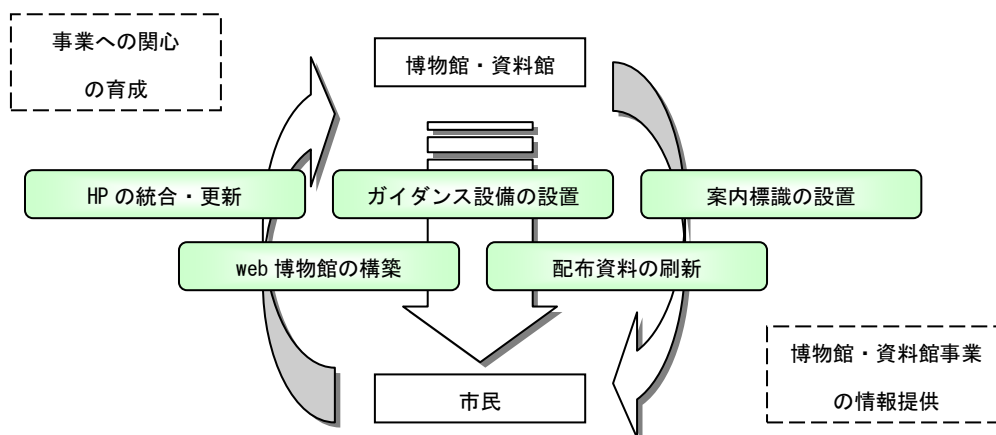 事業への関心
の育成
博物館・資料館
HP の統合・更新
ガイダンス設備の設置
案内標識の設置
web 博物館の構築
配布資料の刷新
博物館・資料館事業
の情報提供
市民